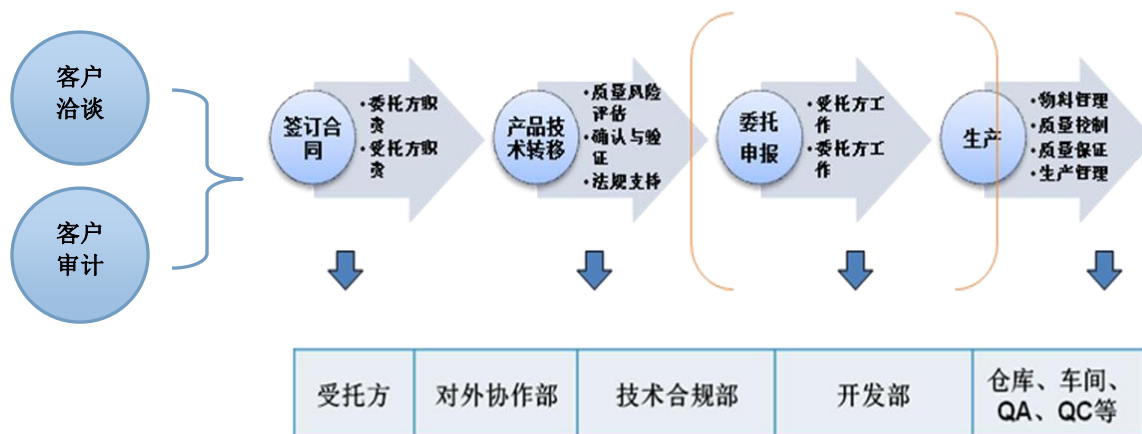 客户
洽谈
客户
审计
签订合
同
•委托方职
责
•受托方职
责
产品技
术转移
•质量风险
评估
•确认与验
证
•法规支持
委托
申报
•受托方工
作
•委托方工
作
生产
•物料管理
•质量控制
•质量保证
•生产管理
受托方
对外协作部
技术合规部
开发部
仓库、车间、
QA、QC等